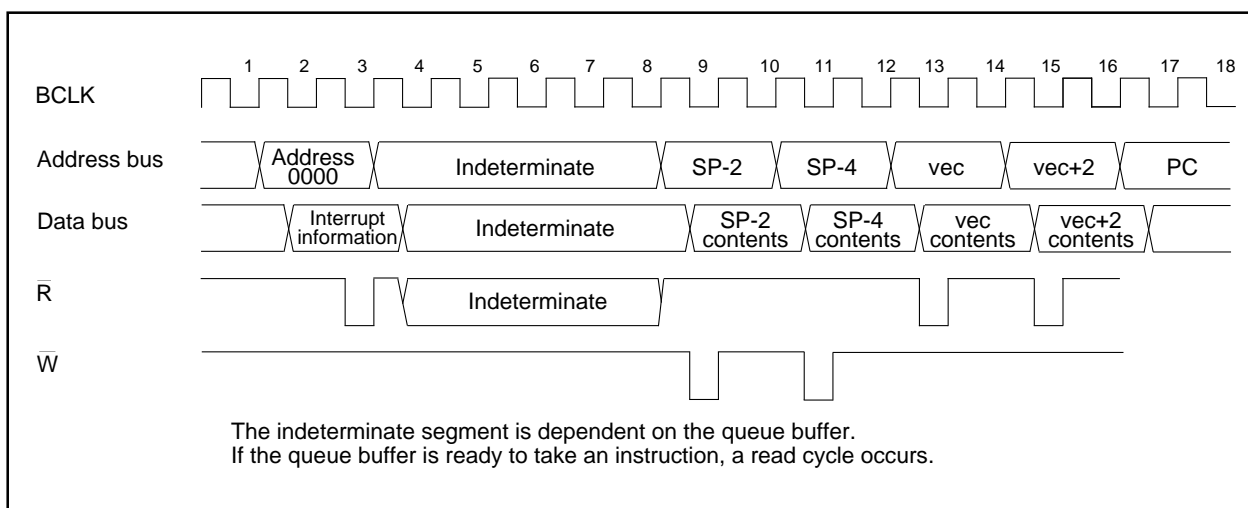 1 2 3 4 5 6 7 8 9 10 11 12 13 14 15 16 17 18
BCLK
Address bus
Address
0000
Indeterminate
SP-2
SP-4
vec
vec+2
PC
Data bus
Interrupt
information
Indeterminate
SP-2
contents
SP-4
contents
vec
contents
vec+2
contents
R̅
Indeterminate
W̅
The indeterminate segment is dependent on the queue buffer.
If the queue buffer is ready to take an instruction, a read cycle occurs.